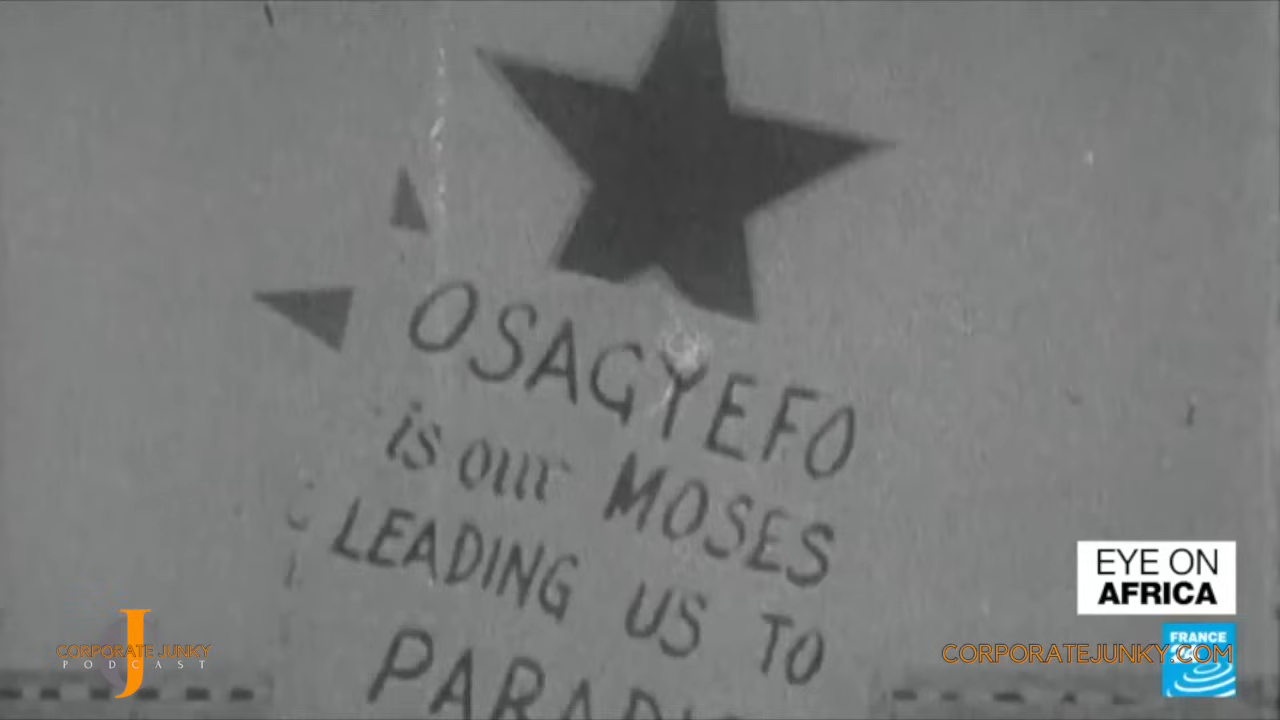 OSAGYEFO
is our MOSES
LEADING US TO
EYE ON
AFRICA
FRANCE
CORPORATE JUNKY
PODCAST
J
CORPORATEJUNKY.COM